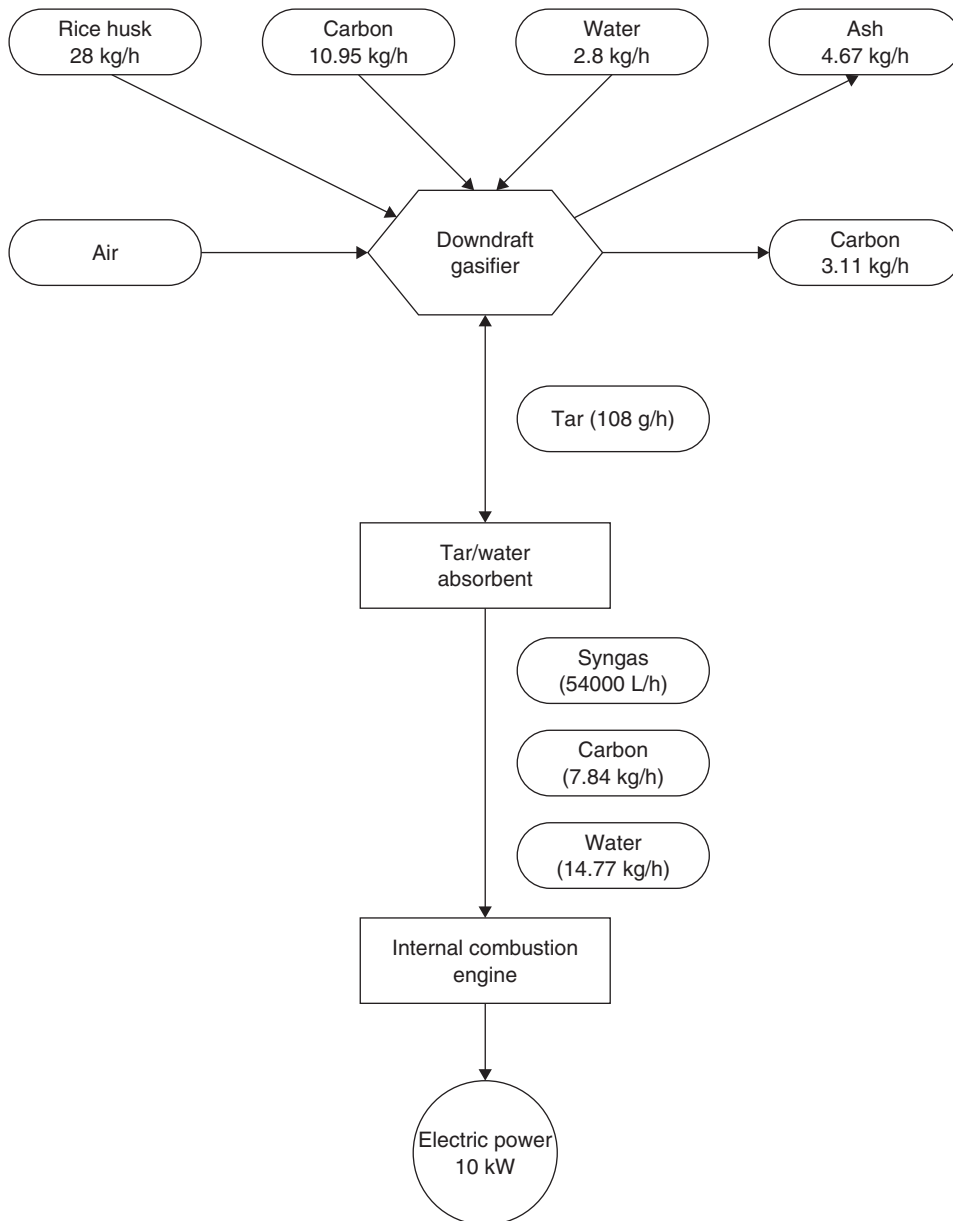 Rice husk
28 kg/h
Carbon
10.95 kg/h
Water
2.8 kg/h
Ash
4.67 kg/h
Air
Downdraft
gasifier
Carbon
3.11 kg/h
Tar (108 g/h)
Tar/water
absorbent
Syngas
(54000 L/h)
Carbon
(7.84 kg/h)
Water
(14.77 kg/h)
Internal combustion
engine
Electric power
10 kW